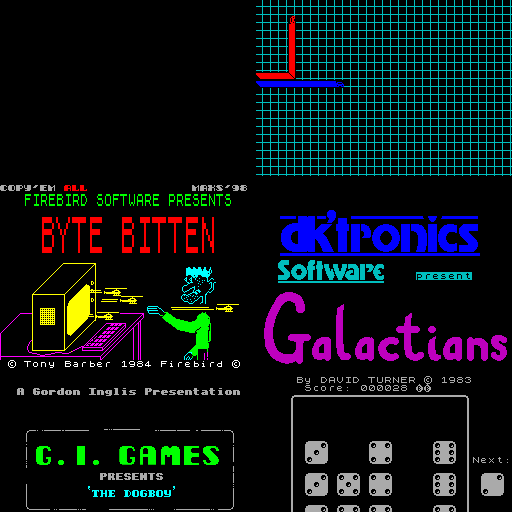 COPY'EM ALL MAXS'98
FIREBIRD SOFTWARE PRESENTS
BYTE BITTEN
© Tony Barber 1984 Firebird ©
dk'tronics
Software present
Galactians
By DAVID TURNER © 1983
A Gordon Inglis Presentation
G.I. GAMES
PRESENTS
'THE DOGBOY'
Score: 000028
Next: